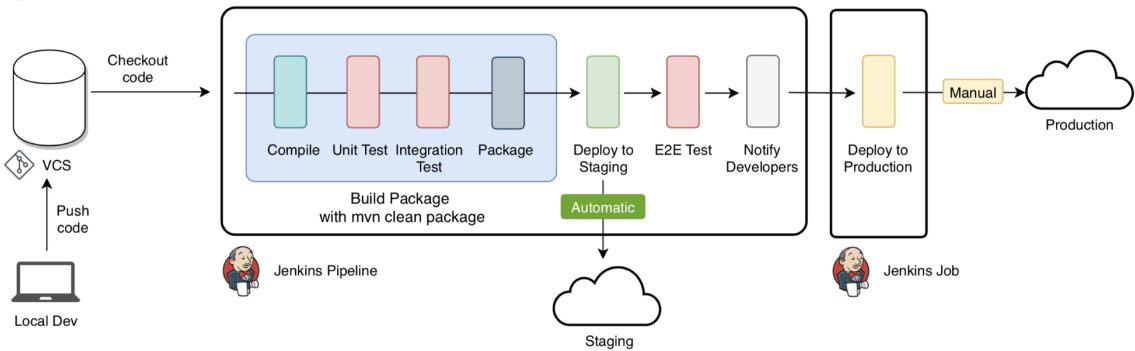 Checkout
code
VCS
Push
code
Local Dev
Compile
Unit Test
Integration
Test
Package
Build Package
with mvn clean package
Deploy to
Staging
Automatic
E2E Test
Notify
Developers
Jenkins Pipeline
Staging
Deploy to
Production
Jenkins Job
Manual
Production